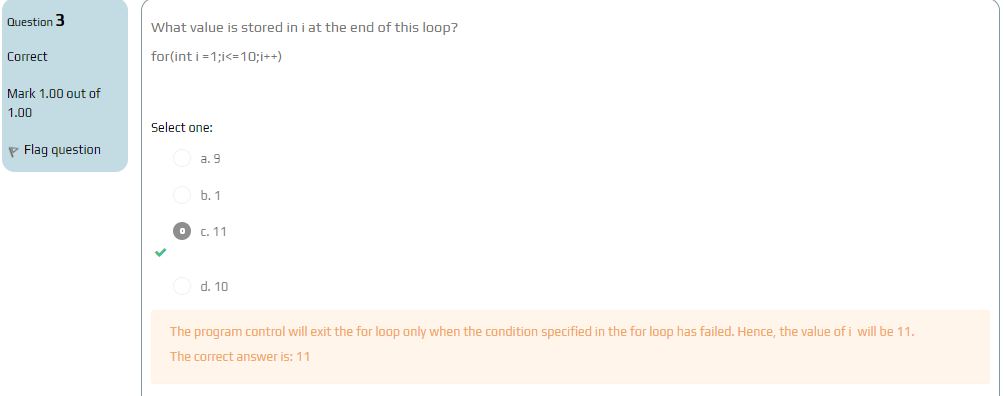 Question 3
Correct
Mark 1.00 out of
1.00
Flag question
What value is stored in i at the end of this loop?
for(int i =1;i<=10;i++)
Select one:
a. 9
b. 1
c. 11
d. 10
The program control will exit the for loop only when the condition specified in the for loop has failed. Hence, the value of i  will be 11.
The correct answer is: 11